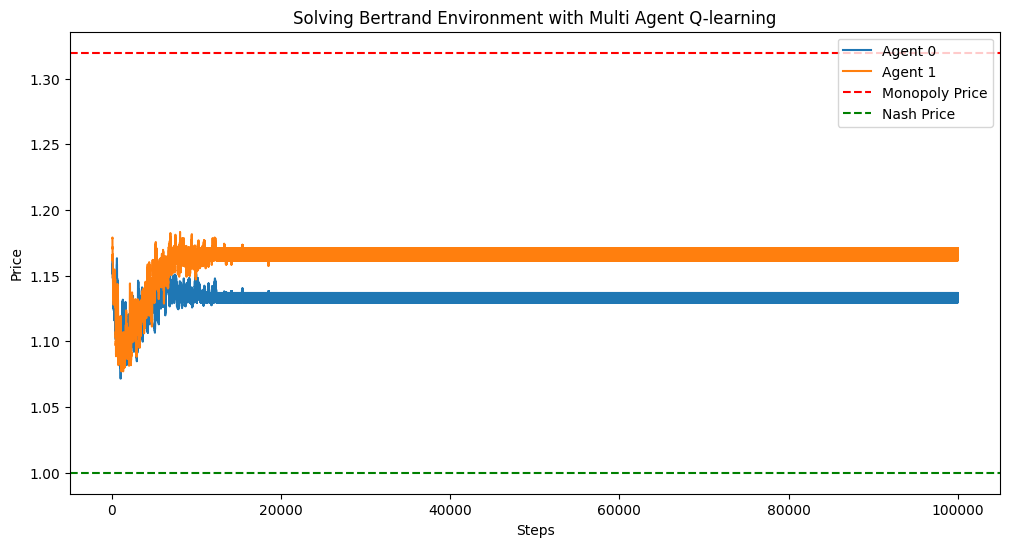 Solving Bertrand Environment with Multi Agent Q-learning
Agent 0
Agent 1
Monopoly Price
Nash Price
Price
1.30
1.25
1.20
1.15
1.10
1.05
1.00
0
20000
40000
60000
80000
100000
Steps